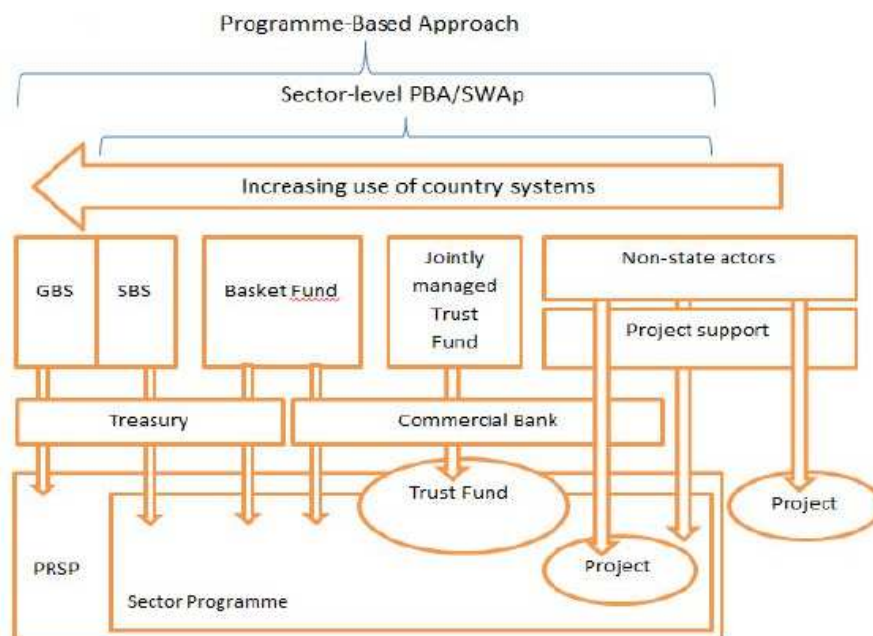 Programme-Based Approach
Sector-level PBA/SWAp
Increasing use of country systems
GBS
SBS
Basket Fund
Jointly
managed
Trust
Fund
Non-state actors
Project support
Treasury
Commercial Bank
Trust Fund
Project
Project
PRSP
Sector Programme